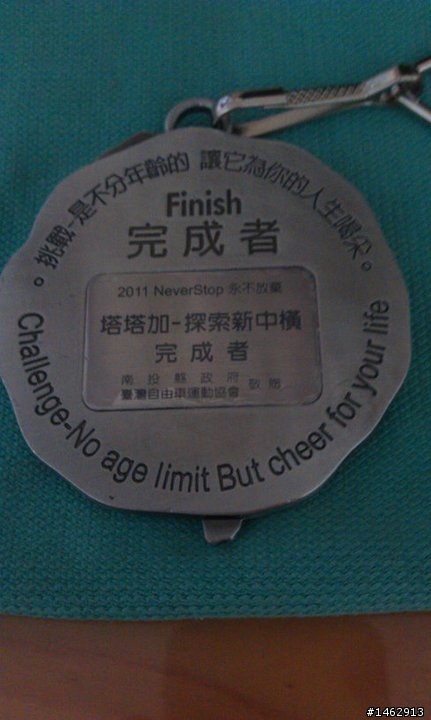 挑戰-是不分年齡的 讓它為你的人生喝采。
Finish
完成者
2011 NeverStop 永不放棄
塔塔加-探索新中橫
完成者
南投縣政府
臺灣自由車運動協會 敬贈
Challenge-No age limit But cheer for your life
#1462913